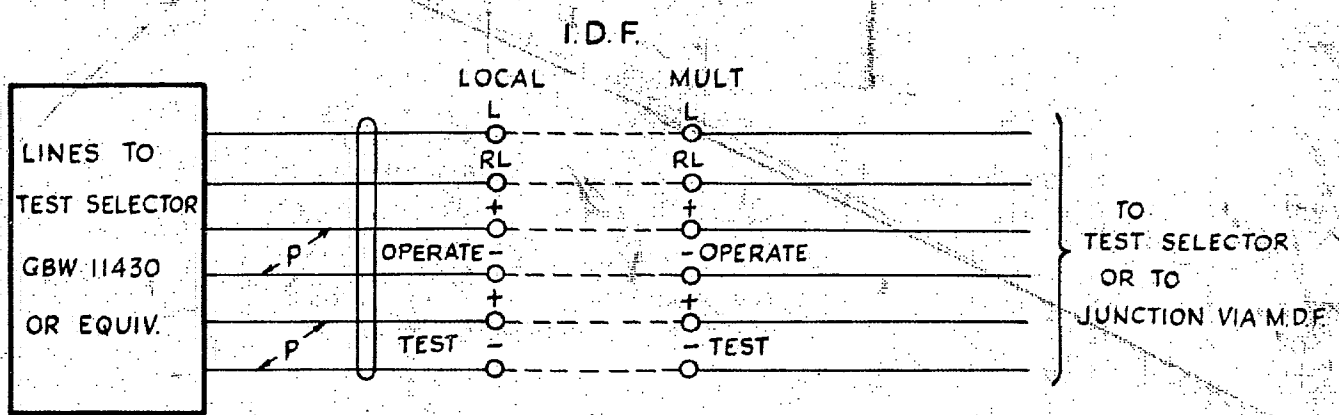 I.D.F.
LOCAL MULT
L L
LINES TO
TEST SELECTOR
GBW 11430
OR EQUIV.
RL RL
+ +
P OPERATE - - OPERATE
+ +
P TEST - - TEST
TO
TEST SELECTOR
OR TO
JUNCTION VIA M.D.F.